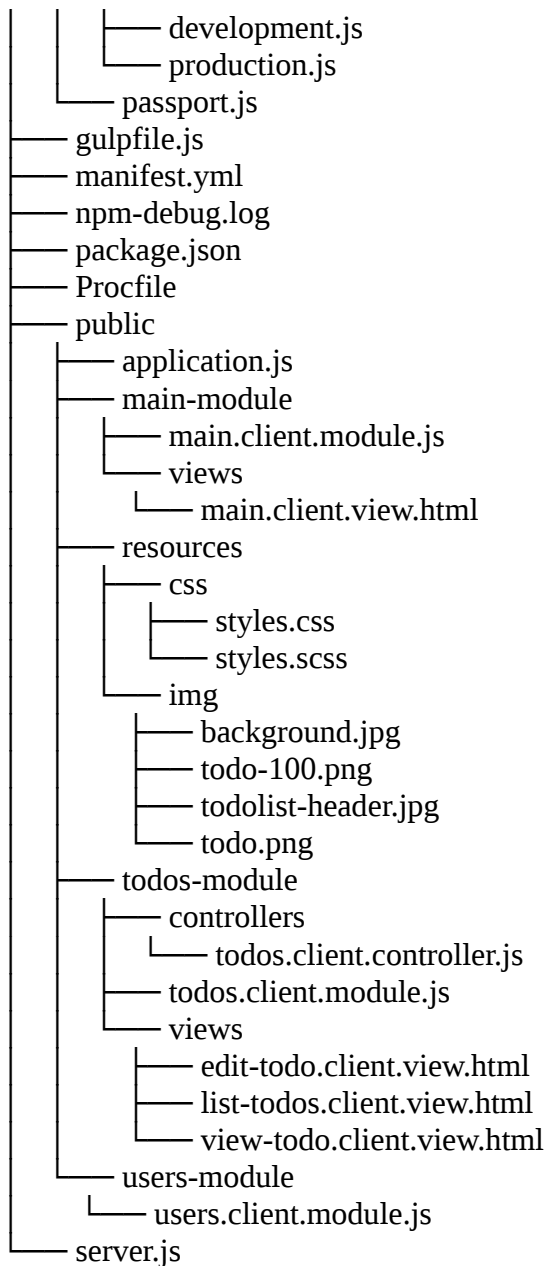 development.js
production.js
passport.js
gulpfile.js
manifest.yml
npm-debug.log
package.json
Procfile
public
application.js
main-module
main.client.module.js
views
main.client.view.html
resources
css
styles.css
styles.scss
img
background.jpg
todo-100.png
todolist-header.jpg
todo.png
todos-module
controllers
todos.client.controller.js
todos.client.module.js
views
edit-todo.client.view.html
list-todos.client.view.html
view-todo.client.view.html
users-module
users.client.module.js
server.js